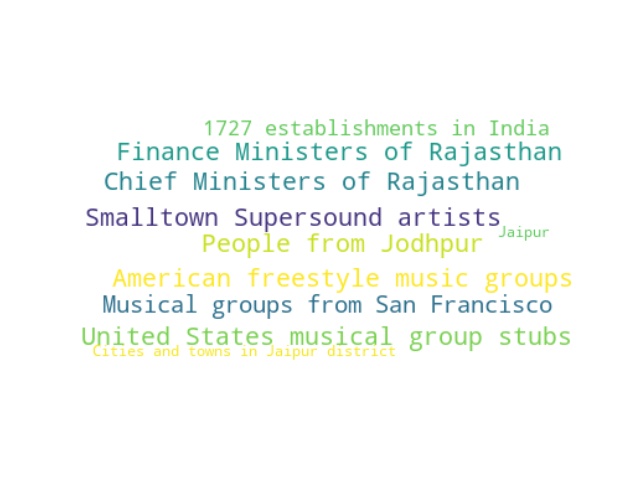 1727 establishments in India
Finance Ministers of Rajasthan
Chief Ministers of Rajasthan
Smalltown Supersound artists
Jaipur
People from Jodhpur
American freestyle music groups
Musical groups from San Francisco
United States musical group stubs
Cities and towns in Jaipur district